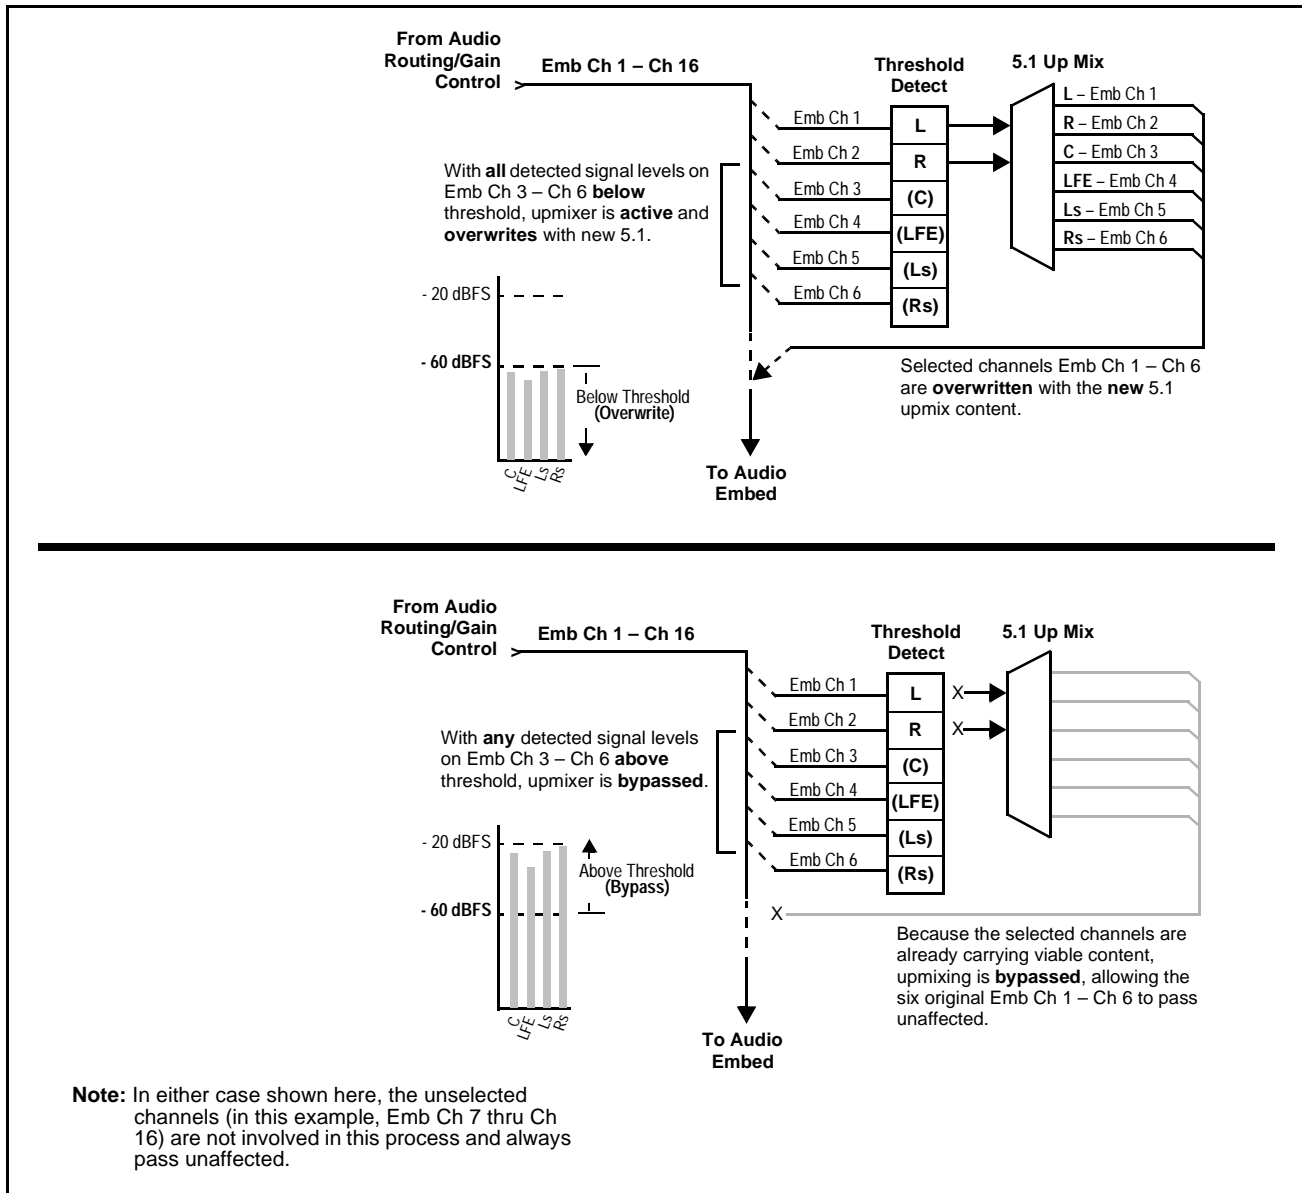 From Audio
Routing/Gain
Control
Emb Ch 1 – Ch 16
Threshold
Detect
5.1 Up Mix
Emb Ch 1
Emb Ch 2
Emb Ch 3
Emb Ch 4
Emb Ch 5
Emb Ch 6
L
R
(C)
(LFE)
(Ls)
(Rs)
L – Emb Ch 1
R – Emb Ch 2
C – Emb Ch 3
LFE – Emb Ch 4
Ls – Emb Ch 5
Rs – Emb Ch 6
With all detected signal levels on
Emb Ch 3 – Ch 6 below
threshold, upmixer is active and
overwrites with new 5.1.
- 20 dBFS
- 60 dBFS
Below Threshold
(Overwrite)
C
LFE
Ls
Rs
Selected channels Emb Ch 1 – Ch 6
are overwritten with the new 5.1
upmix content.
To Audio
Embed
From Audio
Routing/Gain
Control
Emb Ch 1 – Ch 16
Threshold
Detect
5.1 Up Mix
Emb Ch 1
Emb Ch 2
Emb Ch 3
Emb Ch 4
Emb Ch 5
Emb Ch 6
L
R
(C)
(LFE)
(Ls)
(Rs)
X
X
With any detected signal levels
on Emb Ch 3 – Ch 6 above
threshold, upmixer is bypassed.
- 20 dBFS
- 60 dBFS
Above Threshold
(Bypass)
C
LFE
Ls
Rs
X
Because the selected channels are
already carrying viable content,
upmixing is bypassed, allowing the
six original Emb Ch 1 – Ch 6 to pass
unaffected.
To Audio
Embed
Note: In either case shown here, the unselected
channels (in this example, Emb Ch 7 thru Ch
16) are not involved in this process and always
pass unaffected.